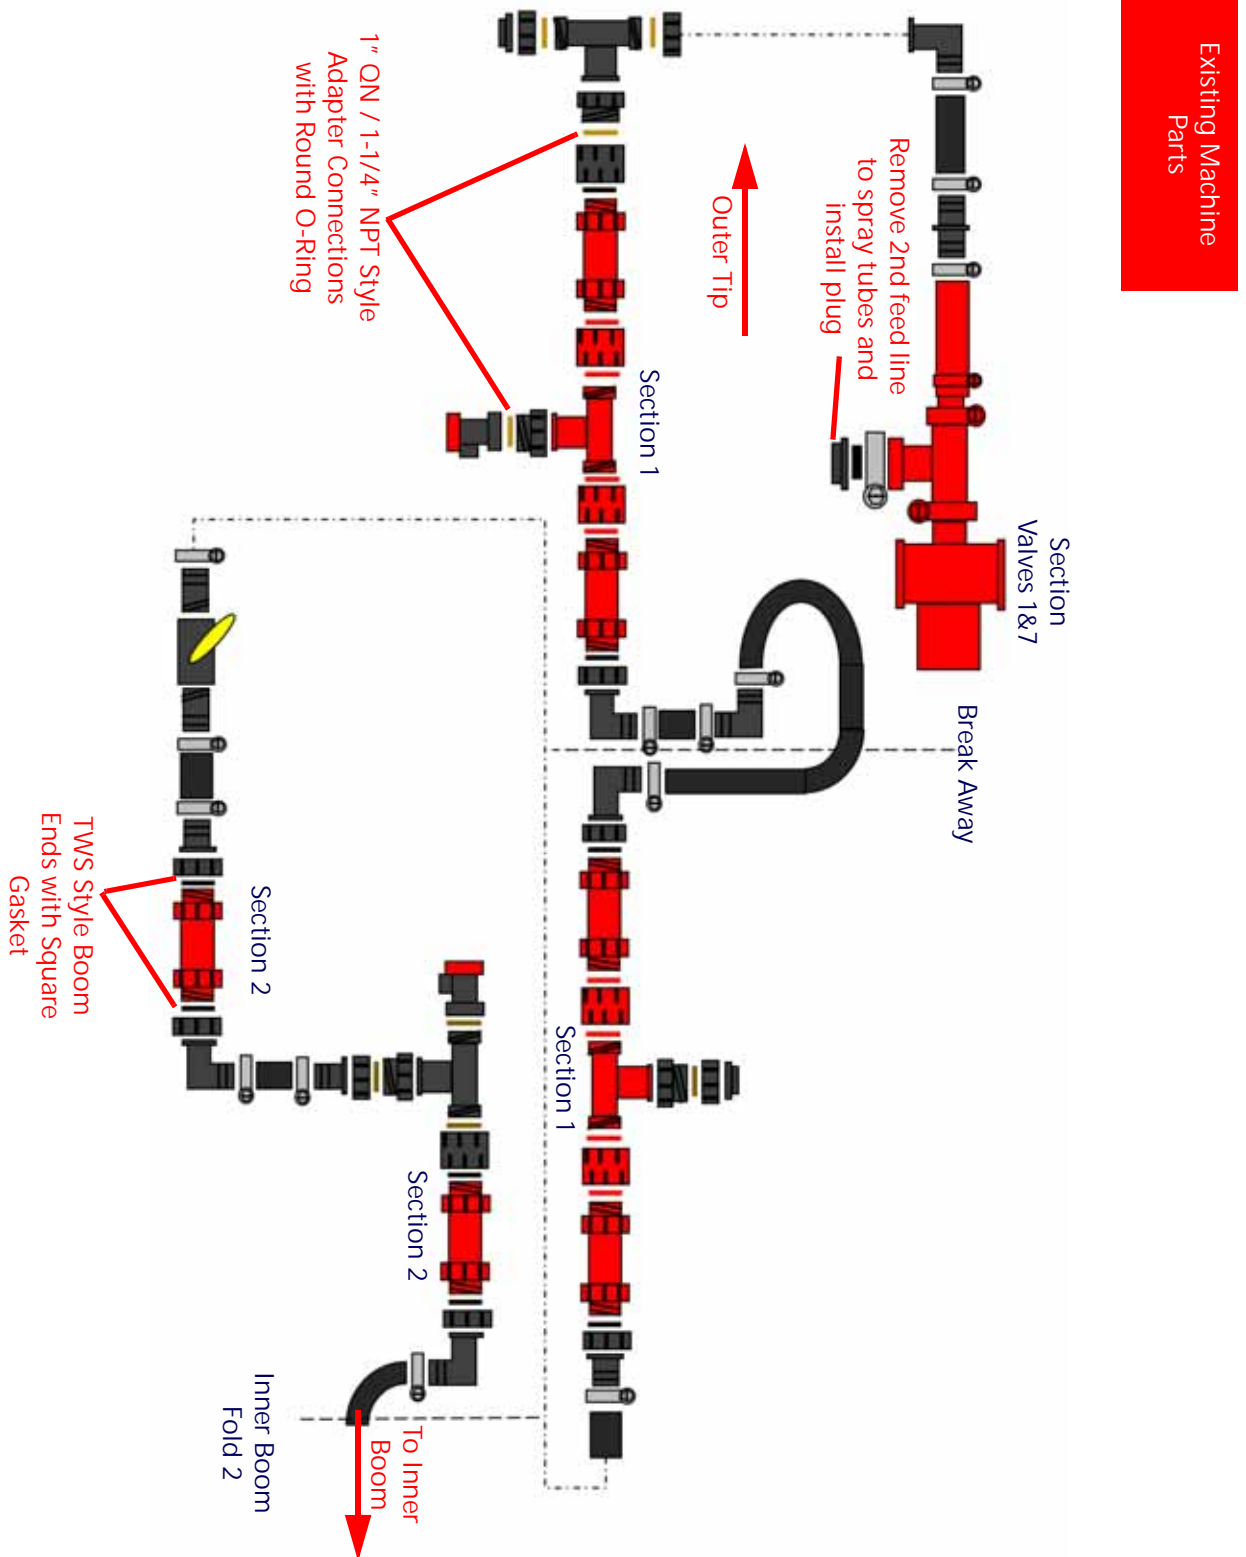 Existing Machine
Parts
Section
Valves 1&7
Break Away
Remove 2nd feed line
to spray tubes and
install plug
Outer Tip
Section 1
Section 1
1" QN / 1-1/4" NPT Style
Adapter Connections
with Round O-Ring
Section 2
Section 2
TWS Style Boom
Ends with Square
Gasket
To Inner
Boom
Inner Boom
Fold 2